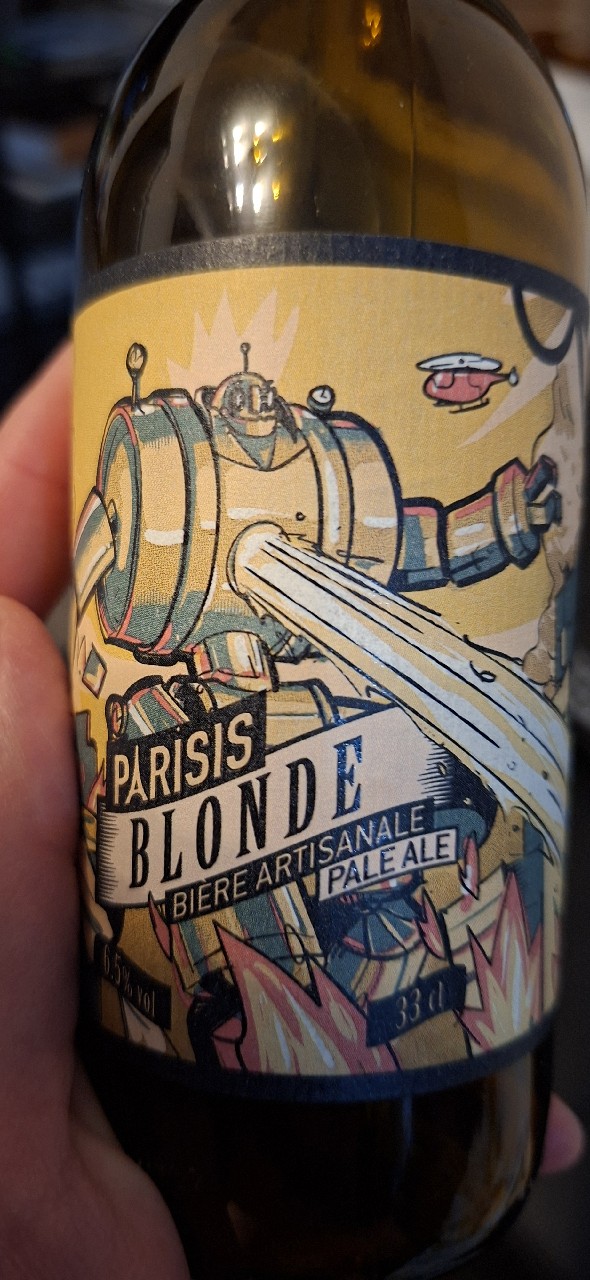 PARISIS
BLONDE
BIERE ARTISANALE
PALE ALE
6.5% vol
33 cl